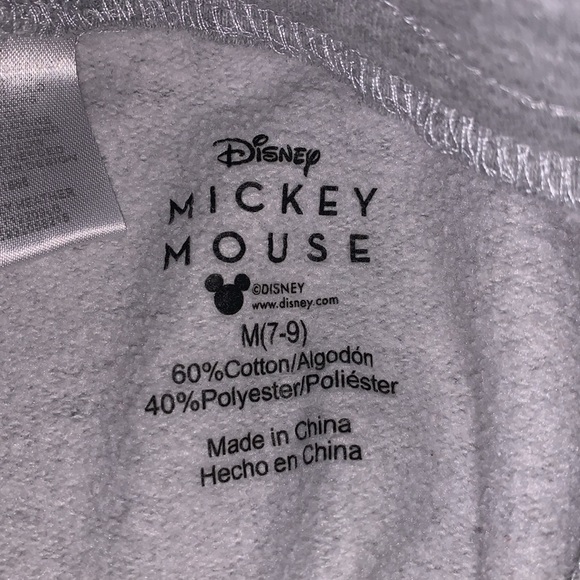 Disney
MICKEY
MOUSE
©DISNEY
www.disney.com
M(7-9)
60%Cotton/Algodón
40%Polyester/Poliéster
Made in China
Hecho en China